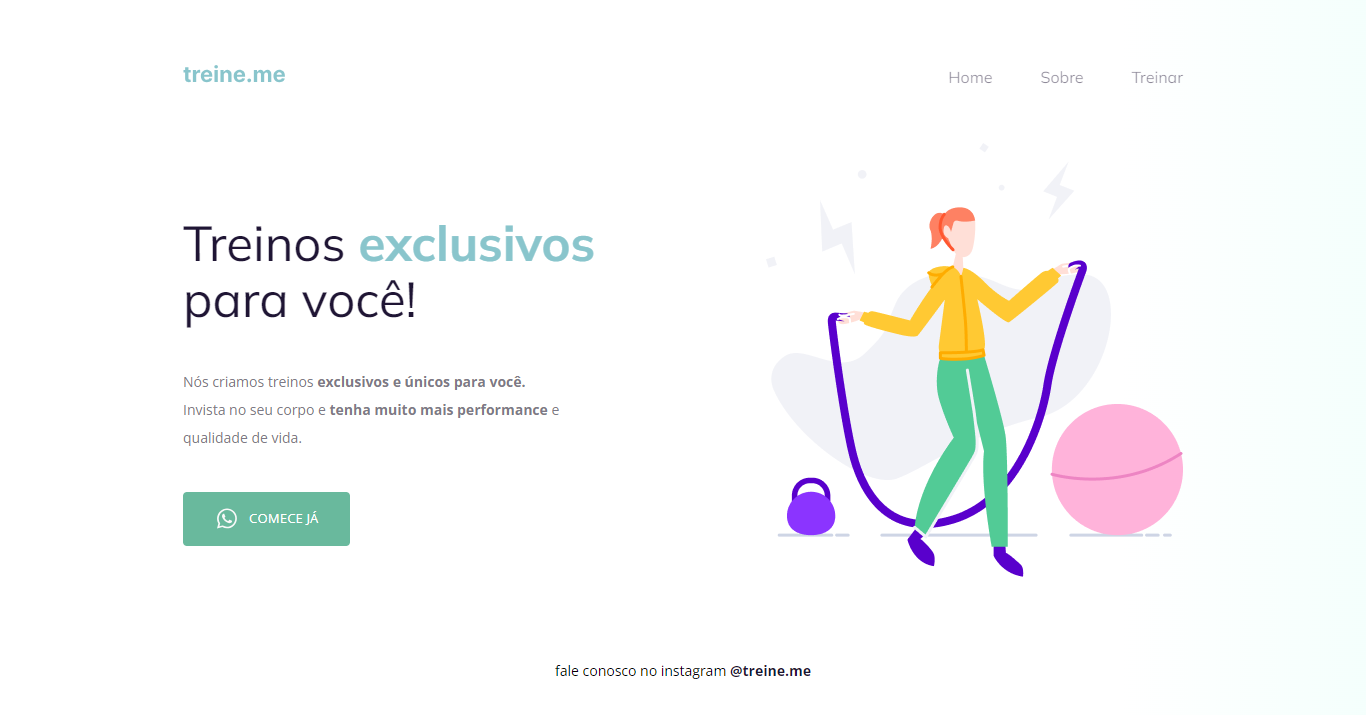 treine.me
Home Sobre Treinar
Treinos exclusivos
para você!
Nós criamos treinos exclusivos e únicos para você.
Invista no seu corpo e tenha muito mais performance e
qualidade de vida.
COMECE JÁ
fale conosco no instagram @treine.me